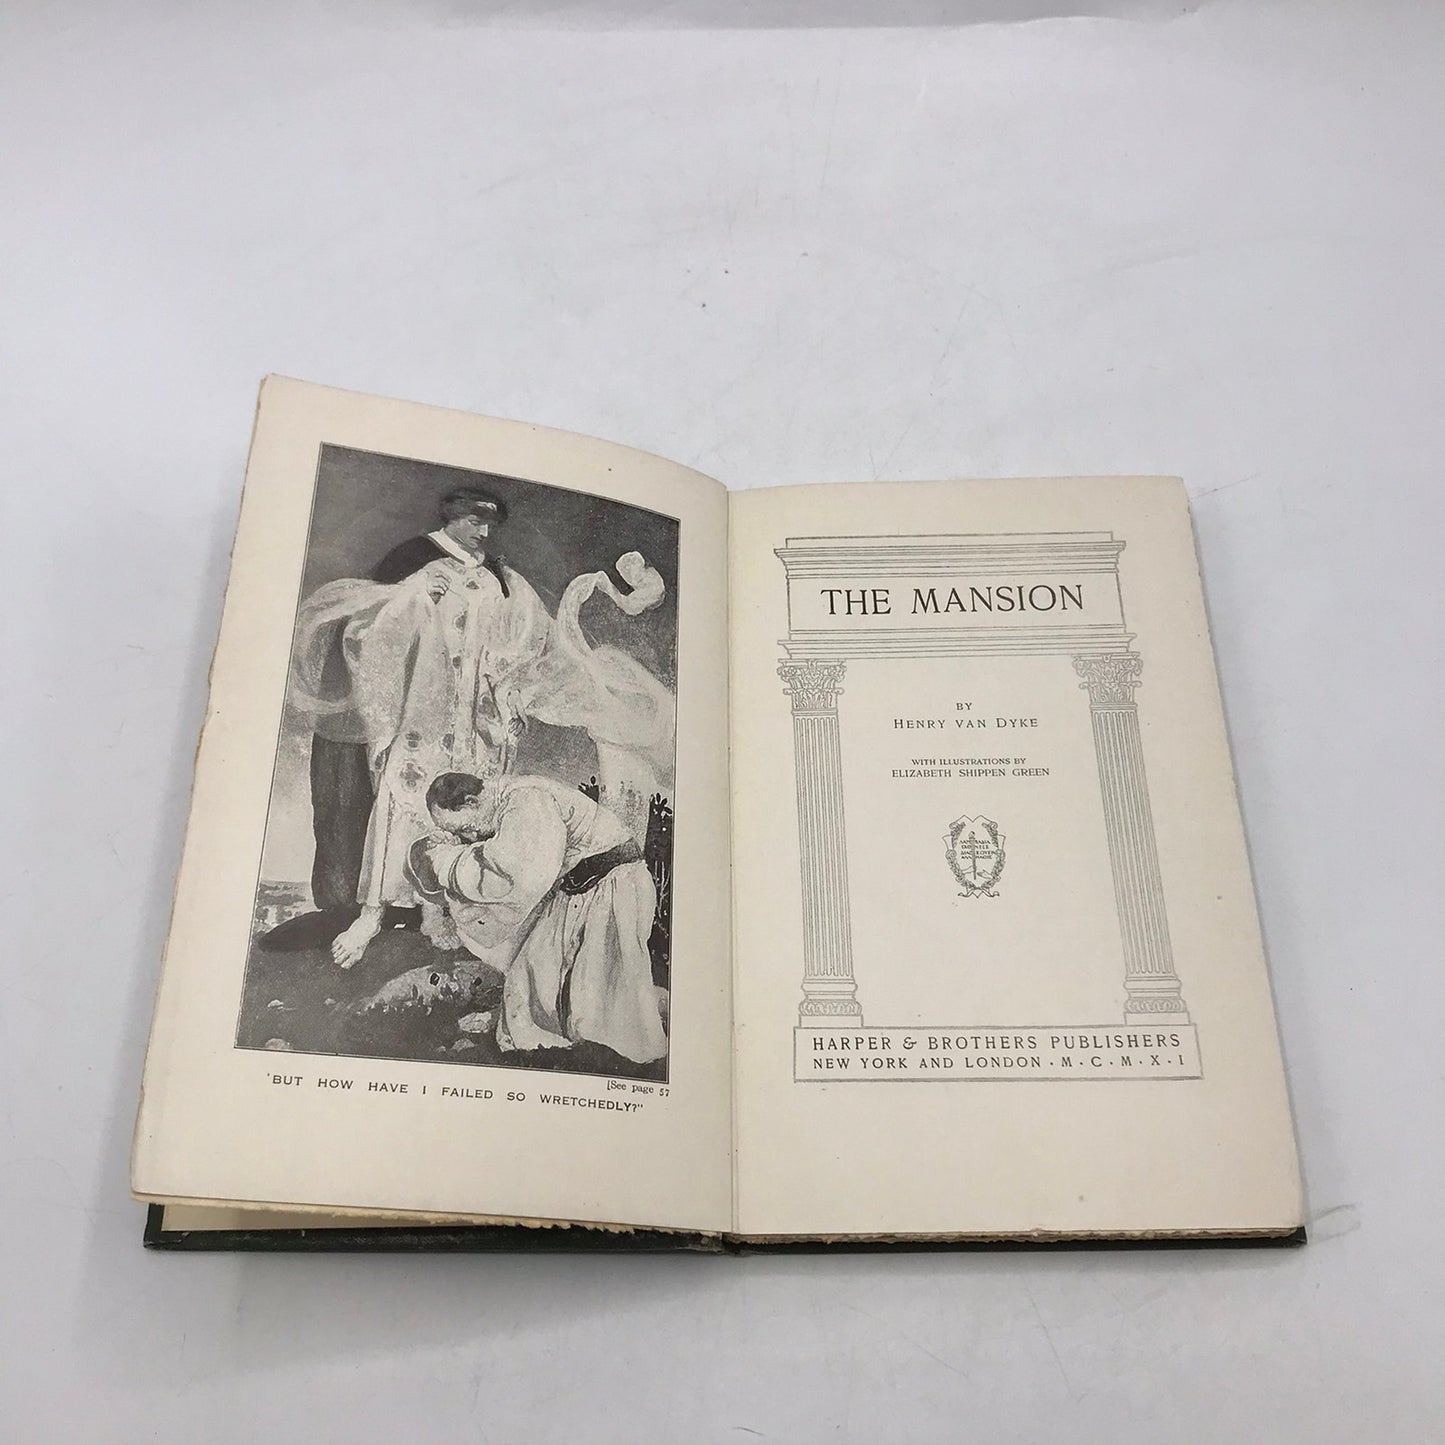 [See page 57
'BUT HOW HAVE I FAILED SO WRETCHEDLY?"
THE MANSION
BY
HENRY VAN DYKE
WITH ILLUSTRATIONS BY
ELIZABETH SHIPPEN GREEN
HARPER & BROTHERS PUBLISHERS
NEW YORK AND LONDON · M · C · M · X · I